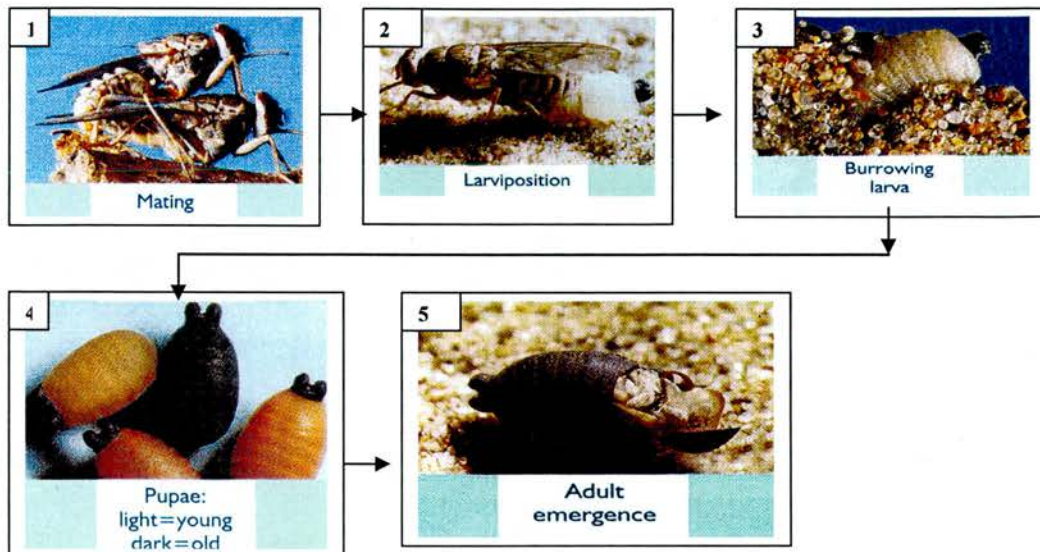 1
Mating
2
Larviposition
3
Burrowing
larva
4
Pupae:
light=young
dark=old
5
Adult
emergence